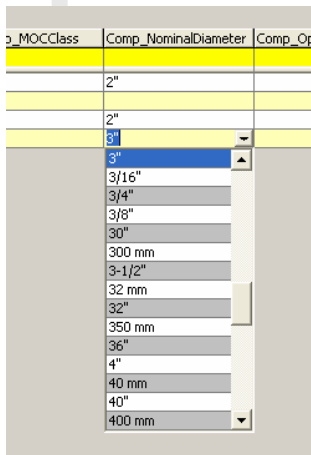 p_MOCClass Comp_NominalDiameter Comp_Op
2"
2"
3"
3"
3/16"
3/4"
3/8"
30"
300 mm
3-1/2"
32 mm
32"
350 mm
36"
4"
40 mm
40"
400 mm